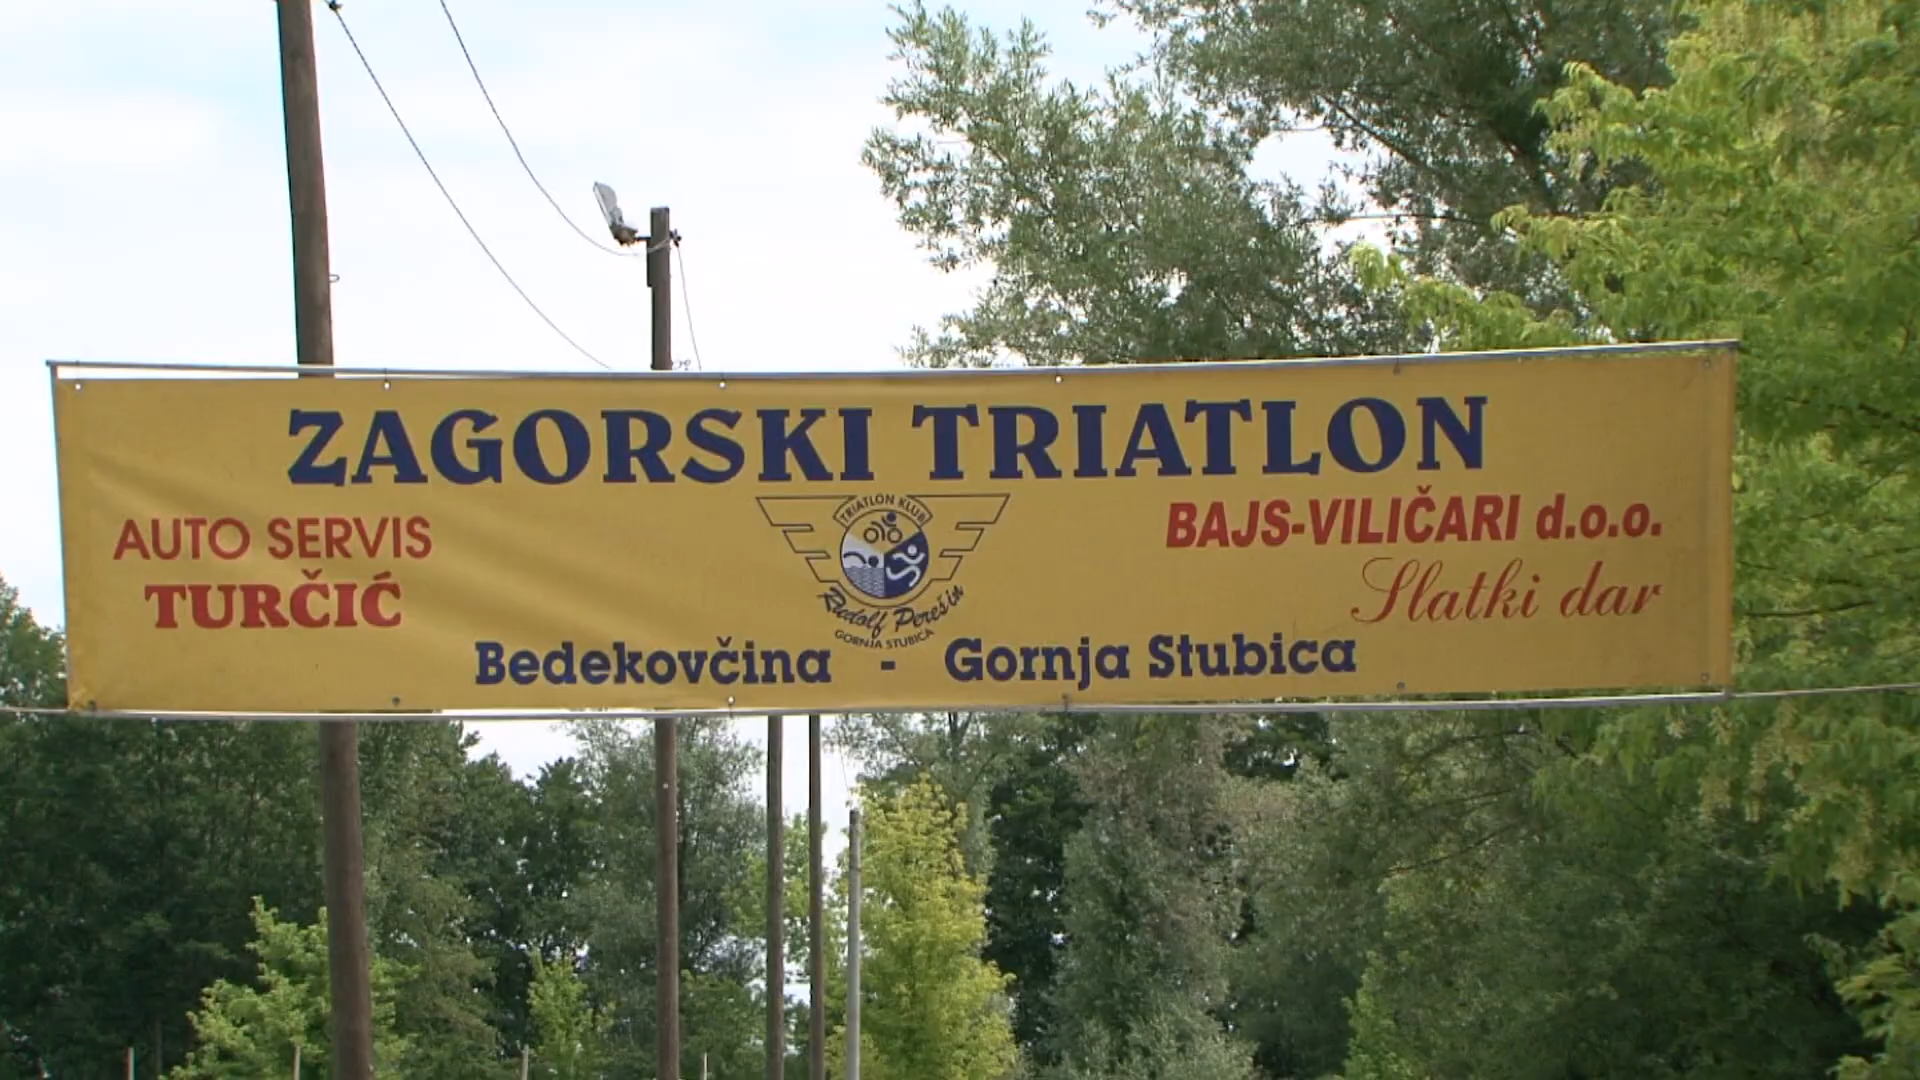 ZAGORSKI TRIATLON
AUTO SERVIS
TURČIĆ
TRIATLON KLUB
Rudolf Perešin
GORNJA STUBICA
BAJS-VILIČARI d.o.o.
Slatki dar
Bedekovčina - Gornja Stubica